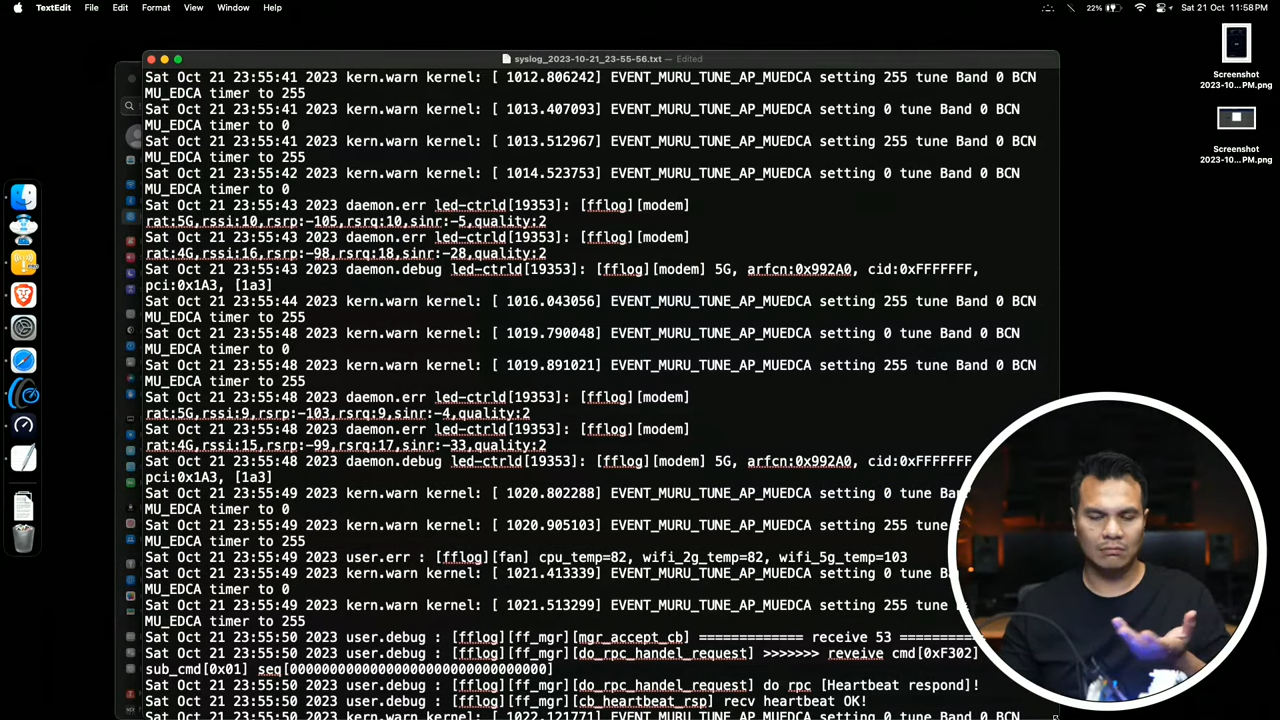 TextEdit File Edit Format View Window Help 22% Sat 21 Oct 11:58 PM
syslog_2023-10-21_23-55-56.txt — Edited
Sat Oct 21 23:55:41 2023 kern.warn kernel: [ 1012.806242] EVENT_MURU_TUNE_AP_MUEDCA setting 255 tune Band 0 BCN
MU_EDCA timer to 255
Sat Oct 21 23:55:41 2023 kern.warn kernel: [ 1013.407093] EVENT_MURU_TUNE_AP_MUEDCA setting 0 tune Band 0 BCN
MU_EDCA timer to 0
Sat Oct 21 23:55:41 2023 kern.warn kernel: [ 1013.512967] EVENT_MURU_TUNE_AP_MUEDCA setting 255 tune Band 0 BCN
MU_EDCA timer to 255
Sat Oct 21 23:55:42 2023 kern.warn kernel: [ 1014.523753] EVENT_MURU_TUNE_AP_MUEDCA setting 0 tune Band 0 BCN
MU_EDCA timer to 0
Sat Oct 21 23:55:43 2023 daemon.err led-ctrld[19353]: [fflog][modem]
rat:5G,rssi:10,rsrp:-105,rsrq:10,sinr:-5,quality:2
Sat Oct 21 23:55:43 2023 daemon.err led-ctrld[19353]: [fflog][modem]
rat:4G,rssi:16,rsrp:-98,rsrq:18,sinr:-28,quality:2
Sat Oct 21 23:55:43 2023 daemon.debug led-ctrld[19353]: [fflog][modem] 5G, arfcn:0x992A0, cid:0xFFFFFFF,
pci:0x1A3, [1a3]
Sat Oct 21 23:55:44 2023 kern.warn kernel: [ 1016.043056] EVENT_MURU_TUNE_AP_MUEDCA setting 255 tune Band 0 BCN
MU_EDCA timer to 255
Sat Oct 21 23:55:48 2023 kern.warn kernel: [ 1019.790048] EVENT_MURU_TUNE_AP_MUEDCA setting 0 tune Band 0 BCN
MU_EDCA timer to 0
Sat Oct 21 23:55:48 2023 kern.warn kernel: [ 1019.891021] EVENT_MURU_TUNE_AP_MUEDCA setting 255 tune Band 0 BCN
MU_EDCA timer to 255
Sat Oct 21 23:55:48 2023 daemon.err led-ctrld[19353]: [fflog][modem]
rat:5G,rssi:9,rsrp:-103,rsrq:9,sinr:-4,quality:2
Sat Oct 21 23:55:48 2023 daemon.err led-ctrld[19353]: [fflog][modem]
rat:4G,rssi:15,rsrp:-99,rsrq:17,sinr:-33,quality:2
Sat Oct 21 23:55:48 2023 daemon.debug led-ctrld[19353]: [fflog][modem] 5G, arfcn:0x992A0, cid:0xFFFFFFF
pci:0x1A3, [1a3]
Sat Oct 21 23:55:49 2023 kern.warn kernel: [ 1020.802288] EVENT_MURU_TUNE_AP_MUEDCA setting 0 tune
MU_EDCA timer to 0
Sat Oct 21 23:55:49 2023 kern.warn kernel: [ 1020.905103] EVENT_MURU_TUNE_AP_MUEDCA setting 255 tune
MU_EDCA timer to 255
Sat Oct 21 23:55:49 2023 user.err : [fflog][fan] cpu_temp=82, wifi_2g_temp=82, wifi_5g_temp=103
Sat Oct 21 23:55:49 2023 kern.warn kernel: [ 1021.413339] EVENT_MURU_TUNE_AP_MUEDCA setting 0 tune
MU_EDCA timer to 0
Sat Oct 21 23:55:49 2023 kern.warn kernel: [ 1021.513299] EVENT_MURU_TUNE_AP_MUEDCA setting 255 tune
MU_EDCA timer to 255
Sat Oct 21 23:55:50 2023 user.debug : [fflog][ff_mgr][mgr_accept_cb] ============= receive 53 ==========
Sat Oct 21 23:55:50 2023 user.debug : [fflog][ff_mgr][do_rpc_handel_request] >>>>>>> reveive cmd[0xF302]
sub_cmd[0x01] seq[00000000000000000000000000000000]
Sat Oct 21 23:55:50 2023 user.debug : [fflog][ff_mgr][do_rpc_handel_request] do rpc [Heartbeat respond]!
Sat Oct 21 23:55:50 2023 user.debug : [fflog][ff_mgr][cb_heartbeat_rsp] recv heartbeat OK!
Screenshot
2023-10...PM.png
Screenshot
2023-10...PM.png